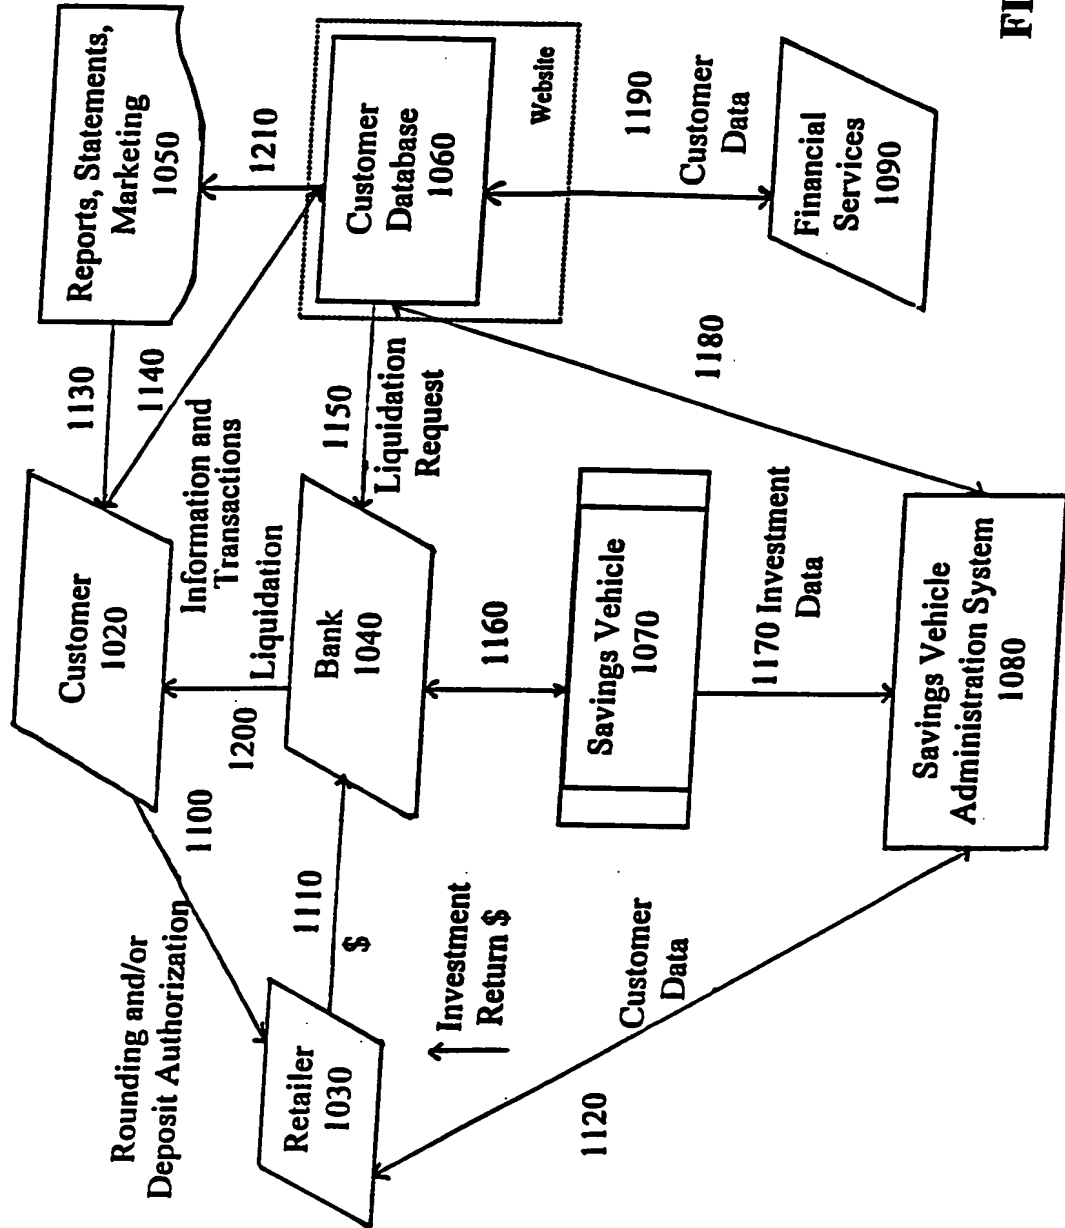 Rounding and/or
Deposit Authorization
1100
Customer
1020
1130
Reports, Statements,
Marketing
1050
1140
1210
Information and
Transactions
Liquidation
1200
Retailer
1030
1110
$
Bank
1040
1150
Liquidation
Request
Customer
Database
1060
Website
Investment
Return $
1160
Savings Vehicle
1070
1190
Customer
Data
1120
Customer
Data
1170 Investment
Data
1180
Financial
Services
1090
Savings Vehicle
Administration System
1080